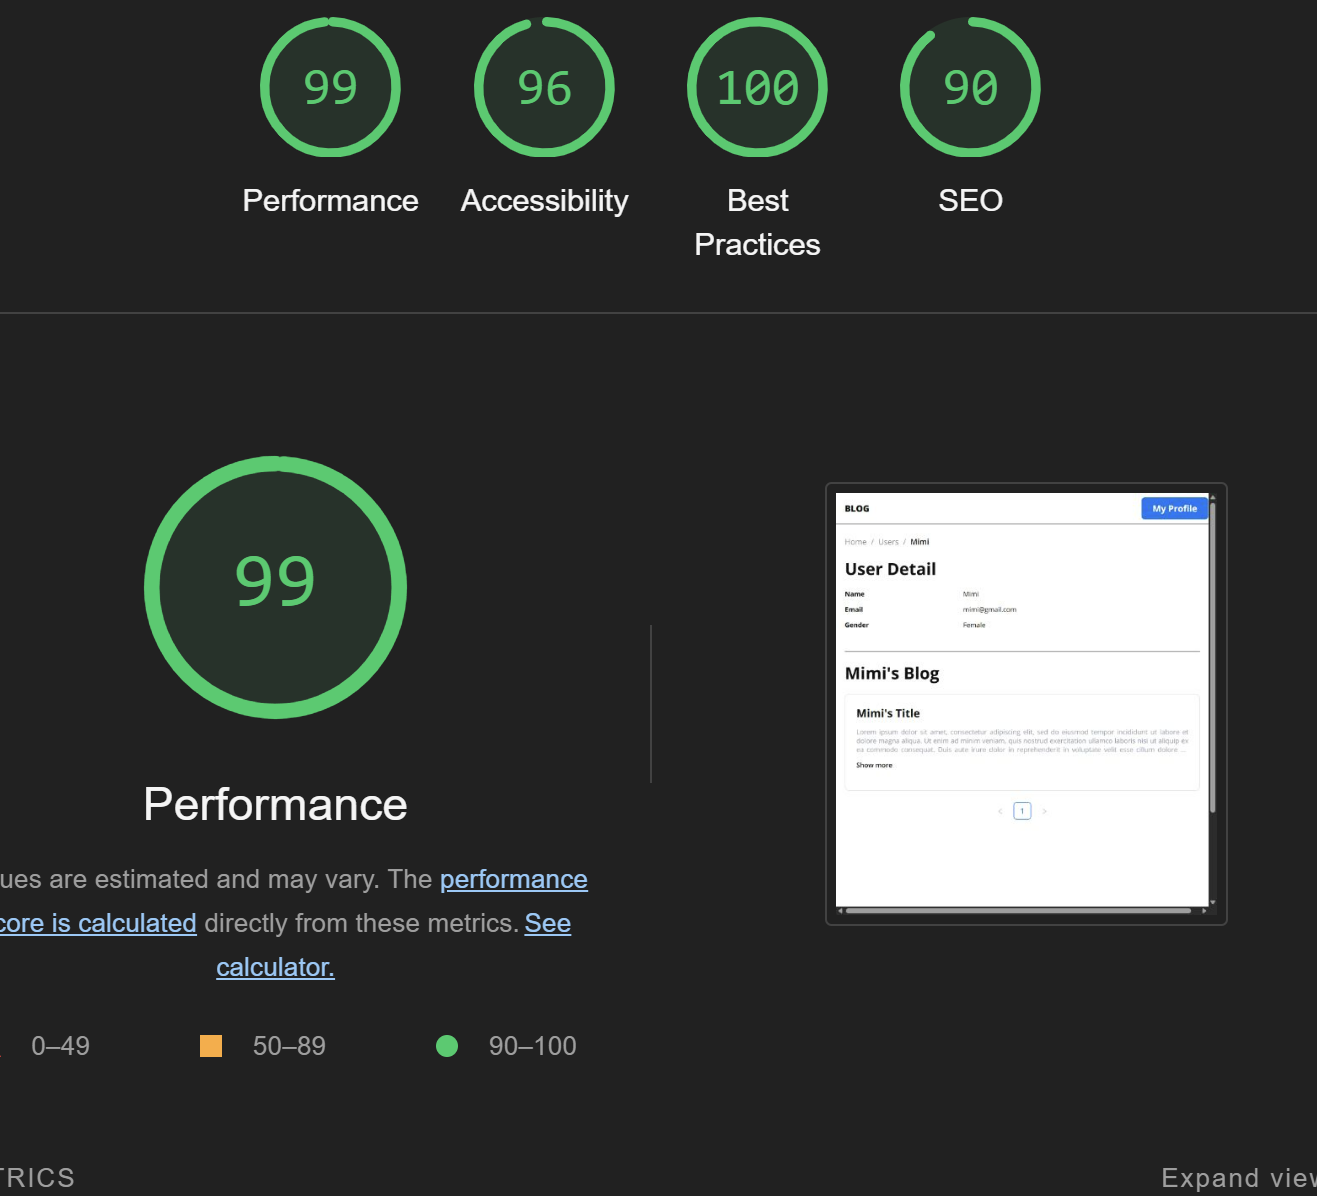 99
96
100
90
Performance
Accessibility
Best
Practices
SEO
99
Performance
ues are estimated and may vary. The performance
core is calculated directly from these metrics. See
calculator.
0–49
50–89
90–100
TRICS
Expand view
BLOG
My Profile
Home / Users / Mimi
User Detail
Name Mimi
Email mimi@gmail.com
Gender Female
Mimi's Blog
Mimi's Title
Lorem ipsum dolor sit amet, consectetur adipiscing elit, sed do eiusmod tempor incididunt ut labore et
dolore magna aliqua. Ut enim ad minim veniam, quis nostrud exercitation ullamco laboris nisi ut aliquip ex
ea commodo consequat. Duis aute irure dolor in reprehenderit in voluptate velit esse cillum dolore ...
Show more
< 1 >